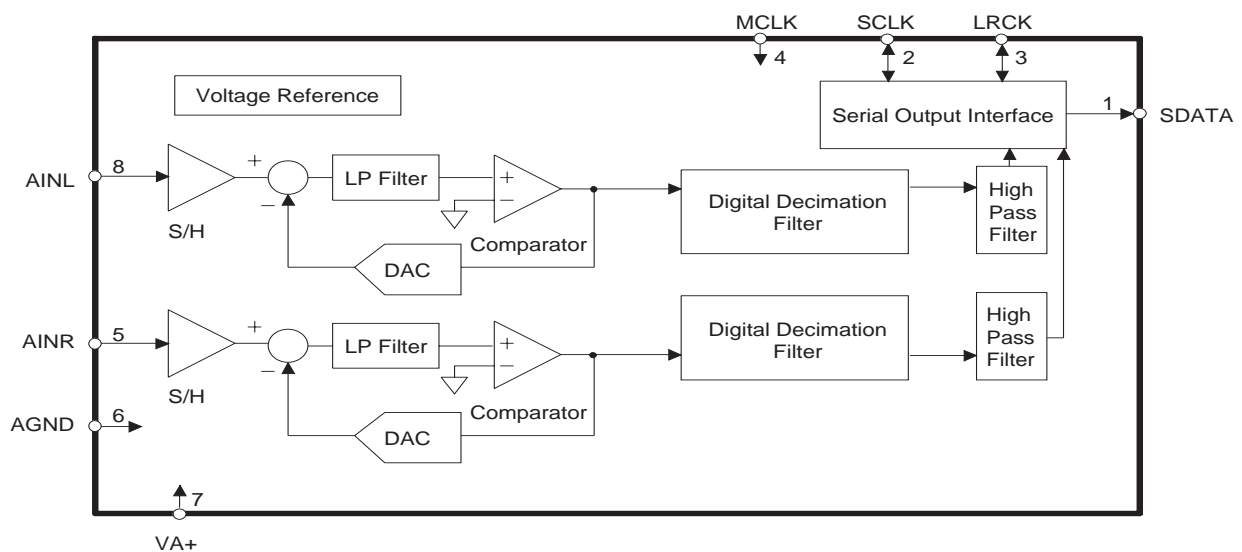 MCLK SCLK LRCK
4 2 3
Voltage Reference
Serial Output Interface
1
SDATA
AINL
8
S/H
+
−
LP Filter
+
−
Comparator
DAC
Digital Decimation
Filter
High
Pass
Filter
AINR
5
S/H
+
−
LP Filter
+
−
Comparator
DAC
Digital Decimation
Filter
High
Pass
Filter
AGND
6
7
VA+